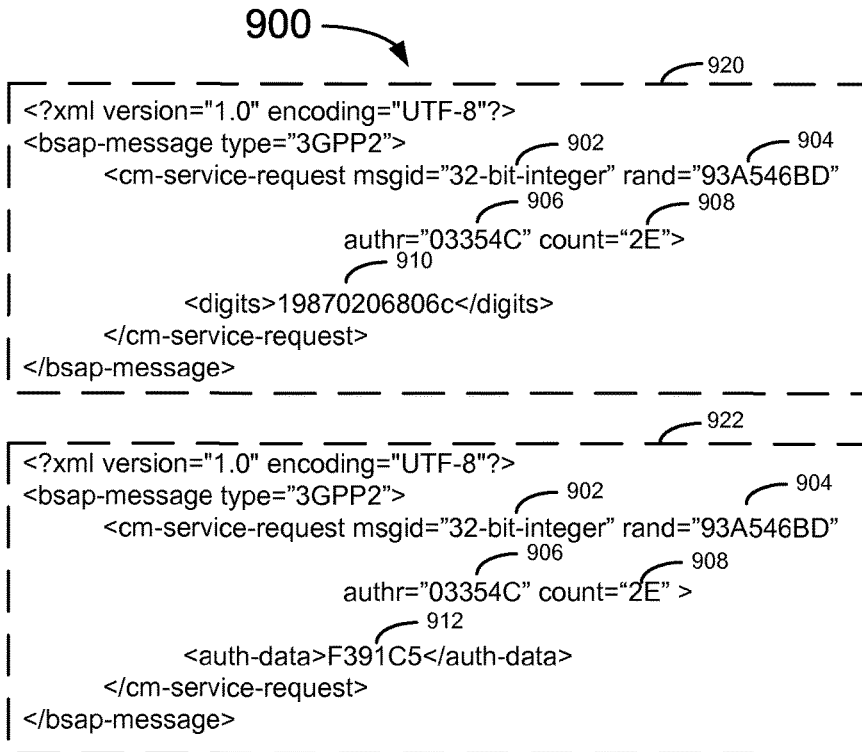 900
920
<?xml version="1.0" encoding="UTF-8"?>
<bsap-message type=”3GPP2”>
902
904
<cm-service-request msgid=”32-bit-integer” rand=”93A546BD”
906
908
authr=”03354C” count=“2E”>
910
<digits>19870206806c</digits>
</cm-service-request>
</bsap-message>
922
<?xml version="1.0" encoding="UTF-8"?>
<bsap-message type=”3GPP2”>
902
904
<cm-service-request msgid=”32-bit-integer” rand=”93A546BD”
906
908
authr=”03354C” count=“2E” >
912
<auth-data>F391C5</auth-data>
</cm-service-request>
</bsap-message>